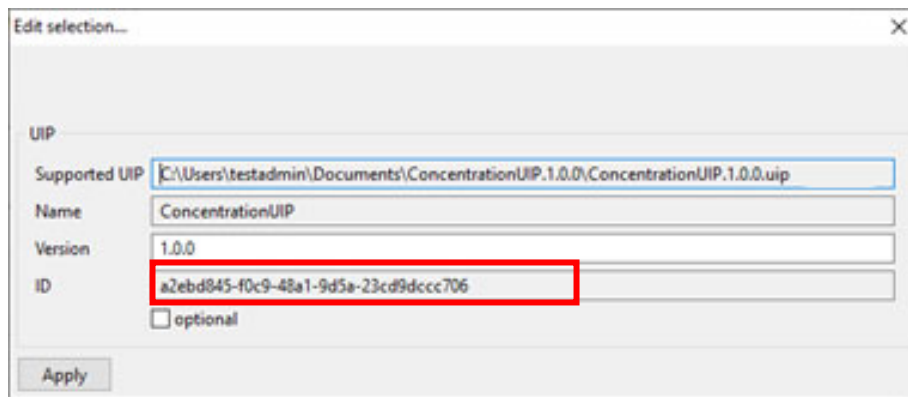 Edit selection...
UIP
Supported UIP C:\Users\testadmin\Documents\ConcentrationUIP.1.0.0\ConcentrationUIP.1.0.0.uip
Name ConcentrationUIP
Version 1.0.0
ID a2ebd845-f0c9-48a1-9d5a-23cd9dccc706
optional
Apply